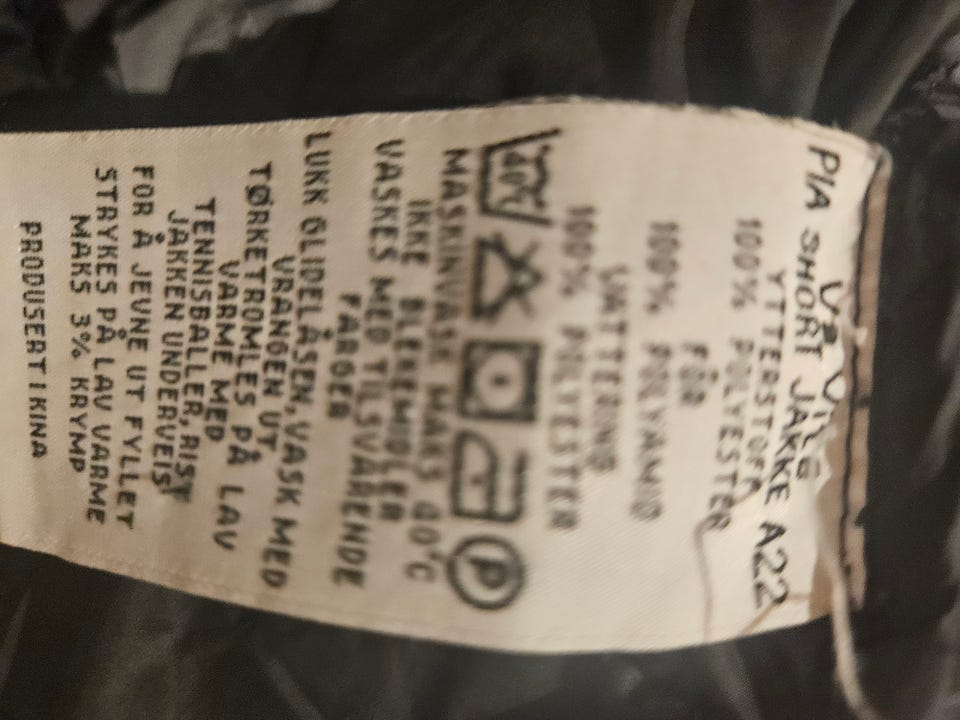 PIA SHORT JAKKE A22
YTTERSTOFF
100% POLYESTER
FÔR
100% POLYAMID
VATTERING
100% POLYESTER
40°C P
MASKINVASK MAKS 40°C
IKKE BLEKEMIDLER
VASKES MED TILSVARENDE
FARGER
LUKK GLIDELÅSEN, VASK MED
VRANGEN UT
TØRKETROMLES PÅ LAV
VARME MED
TENNISBALLER, RIST
JAKKEN UNDERVEIS
FOR Å JEVNE UT FYLLET
STRYKES PÅ LAV VARME
MAKS 3% KRYMP
PRODUSERT I KINA